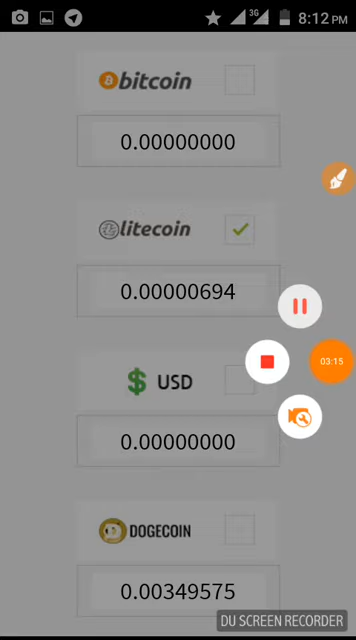 3G 8:12 PM
bitcoin
0.00000000
litecoin
0.00000694
03:15
$ USD
0.00000000
DOGECOIN
0.00349575
DU SCREEN RECORDER